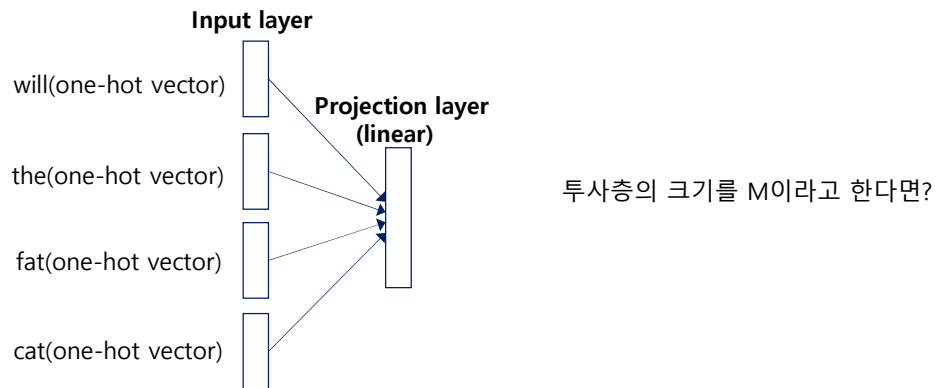 Input layer
will(one-hot vector)
Projection layer
(linear)
the(one-hot vector)
투사층의 크기를 M이라고 한다면?
fat(one-hot vector)
cat(one-hot vector)